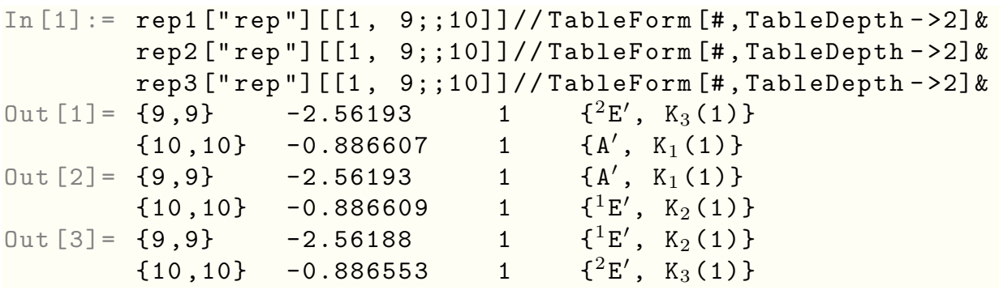 In[1]:= rep1["rep"][[1, 9;;10]]//TableForm[#,TableDepth->2]&
rep2["rep"][[1, 9;;10]]//TableForm[#,TableDepth->2]&
rep3["rep"][[1, 9;;10]]//TableForm[#,TableDepth->2]&
Out[1]= {9,9} -2.56193 1 {²E′, K₃(1)}
{10,10} -0.886607 1 {A′, K₁(1)}
Out[2]= {9,9} -2.56193 1 {A′, K₁(1)}
{10,10} -0.886609 1 {¹E′, K₂(1)}
Out[3]= {9,9} -2.56188 1 {¹E′, K₂(1)}
{10,10} -0.886553 1 {²E′, K₃(1)}